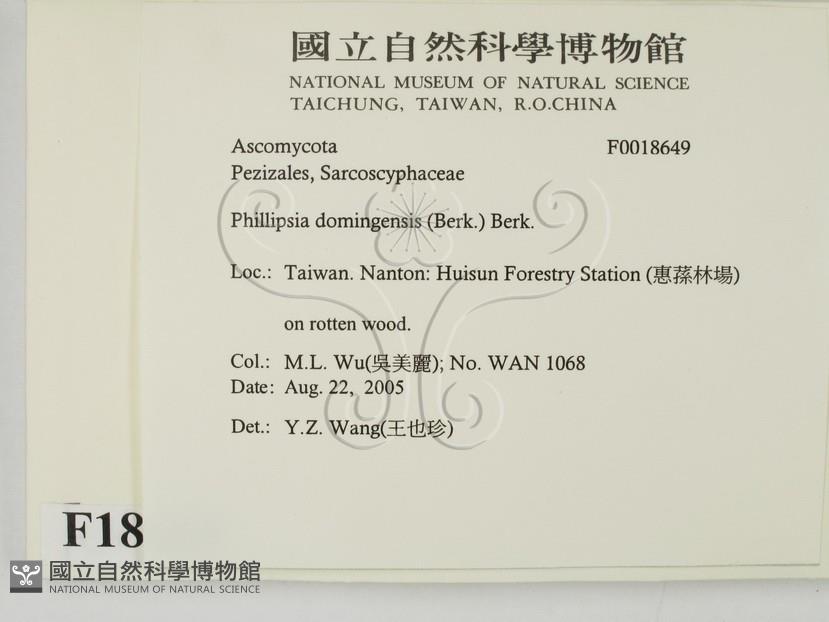 國立自然科學博物館
NATIONAL MUSEUM OF NATURAL SCIENCE
TAICHUNG, TAIWAN, R.O.CHINA
Ascomycota F0018649
Pezizales, Sarcoscyphaceae
Phillipsia domingensis (Berk.) Berk.
Loc.: Taiwan. Nanton: Huisun Forestry Station (惠蓀林場)
on rotten wood.
Col.: M.L. Wu(吳美麗); No. WAN 1068
Date: Aug. 22, 2005
Det.: Y.Z. Wang(王也珍)
F18
國立自然科學博物館
NATIONAL MUSEUM OF NATURAL SCIENCE